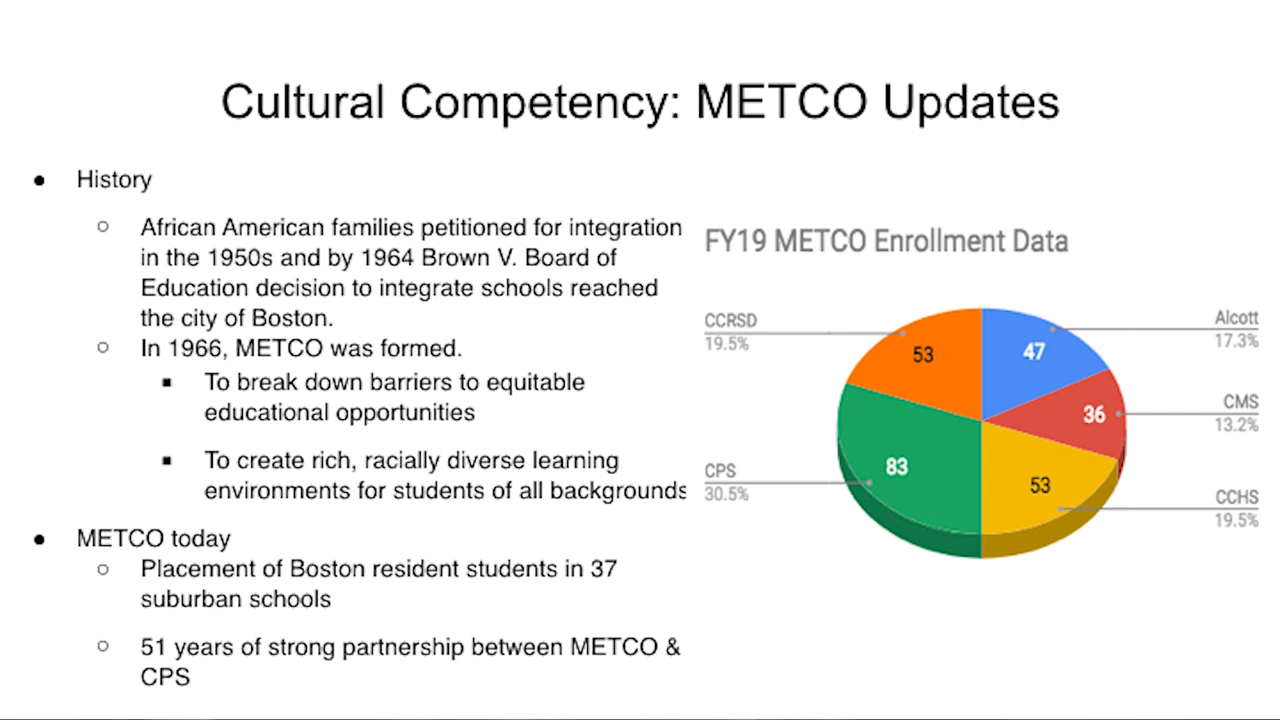 Cultural Competency: METCO Updates
● History
○ African American families petitioned for integration
in the 1950s and by 1964 Brown V. Board of
Education decision to integrate schools reached
the city of Boston.
○ In 1966, METCO was formed.
▪ To break down barriers to equitable
educational opportunities
▪ To create rich, racially diverse learning
environments for students of all backgrounds
● METCO today
○ Placement of Boston resident students in 37
suburban schools
○ 51 years of strong partnership between METCO &
CPS
FY19 METCO Enrollment Data
CCRSD
19.5%
53
47
Alcott
17.3%
36
CMS
13.2%
CPS
30.5%
83
53
CCHS
19.5%